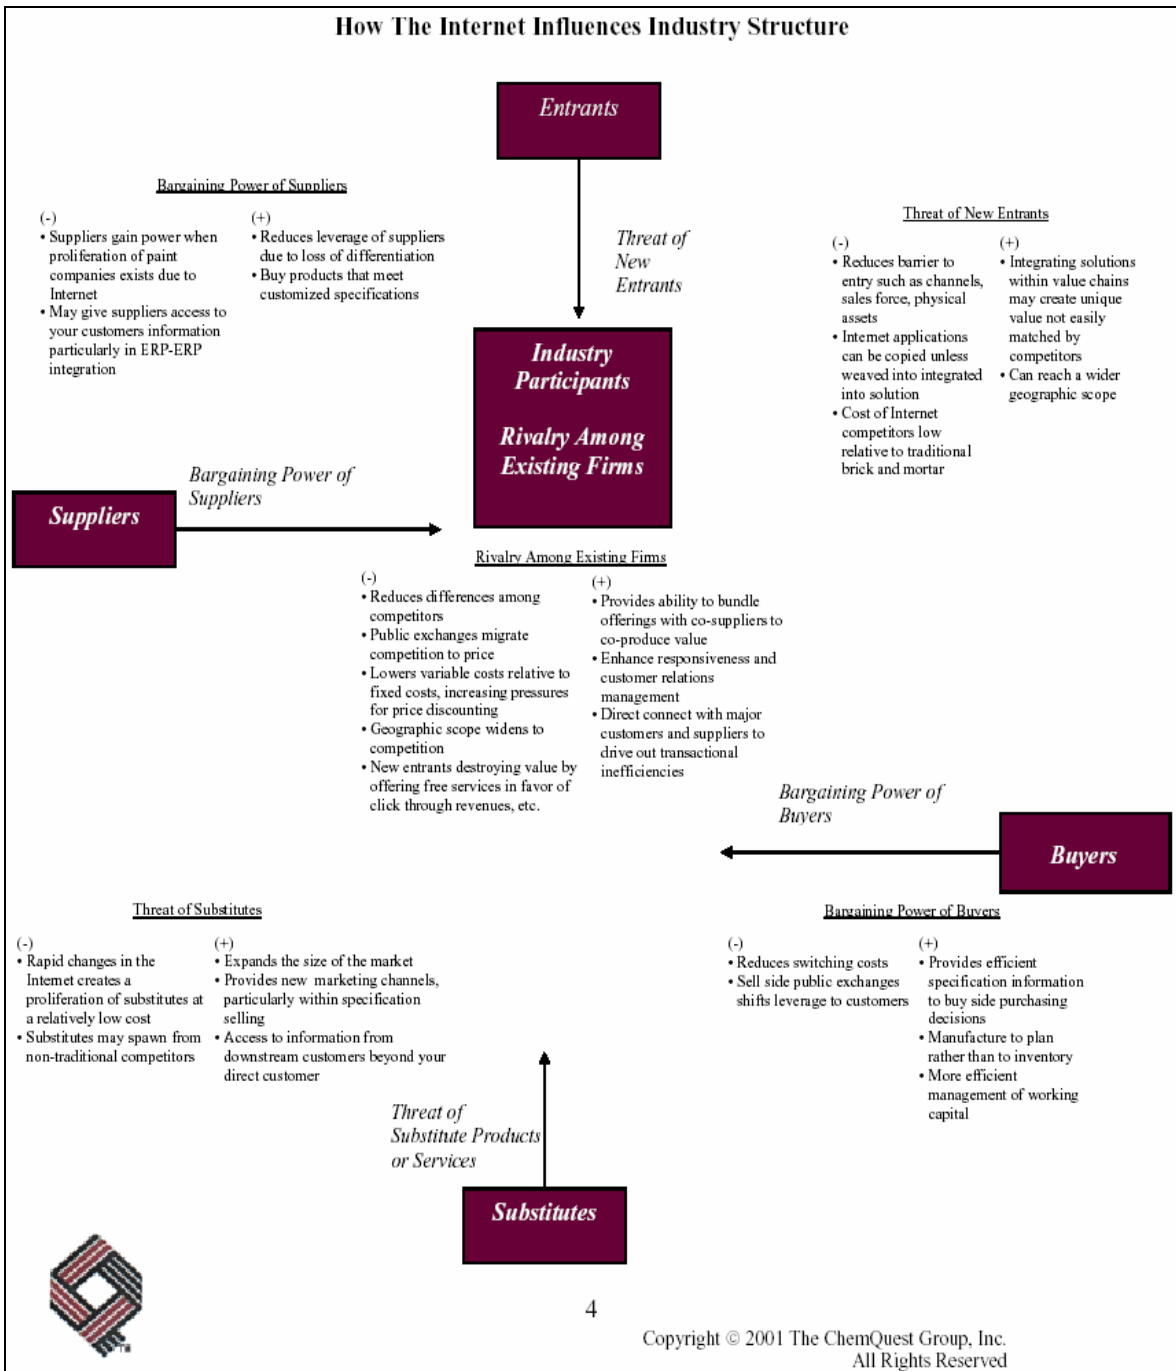 How The Internet Influences Industry Structure
Entrants
Threat of
New
Entrants
Bargaining Power of Suppliers
(-)
• Suppliers gain power when
proliferation of paint
companies exists due to
Internet
• May give suppliers access to
your customers information
particularly in ERP-ERP
integration
(+)
• Reduces leverage of suppliers
due to loss of differentiation
• Buy products that meet
customized specifications
Threat of New Entrants
(-)
• Reduces barrier to
entry such as channels,
sales force, physical
assets
• Internet applications
can be copied unless
weaved into integrated
into solution
• Cost of Internet
competitors low
relative to traditional
brick and mortar
(+)
• Integrating solutions
within value chains
may create unique
value not easily
matched by
competitors
• Can reach a wider
geographic scope
Industry
Participants
Rivalry Among
Existing Firms
Bargaining Power of
Suppliers
Suppliers
Rivalry Among Existing Firms
(-)
• Reduces differences among
competitors
• Public exchanges migrate
competition to price
• Lowers variable costs relative to
fixed costs, increasing pressures
for price discounting
• Geographic scope widens to
competition
• New entrants destroying value by
offering free services in favor of
click through revenues, etc.
(+)
• Provides ability to bundle
offerings with co-suppliers to
co-produce value
• Enhance responsiveness and
customer relations
management
• Direct connect with major
customers and suppliers to
drive out transactional
inefficiencies
Bargaining Power of
Buyers
Buyers
Threat of Substitutes
(-)
• Rapid changes in the
Internet creates a
proliferation of substitutes at
a relatively low cost
• Substitutes may spawn from
non-traditional competitors
(+)
• Expands the size of the market
• Provides new marketing channels,
particularly within specification
selling
• Access to information from
downstream customers beyond your
direct customer
Bargaining Power of Buyers
(-)
• Reduces switching costs
• Sell side public exchanges
shifts leverage to customers
(+)
• Provides efficient
specification information
to buy side purchasing
decisions
• Manufacture to plan
rather than to inventory
• More efficient
management of working
capital
Threat of
Substitute Products
or Services
Substitutes
TM
4
Copyright © 2001 The ChemQuest Group, Inc.
All Rights Reserved